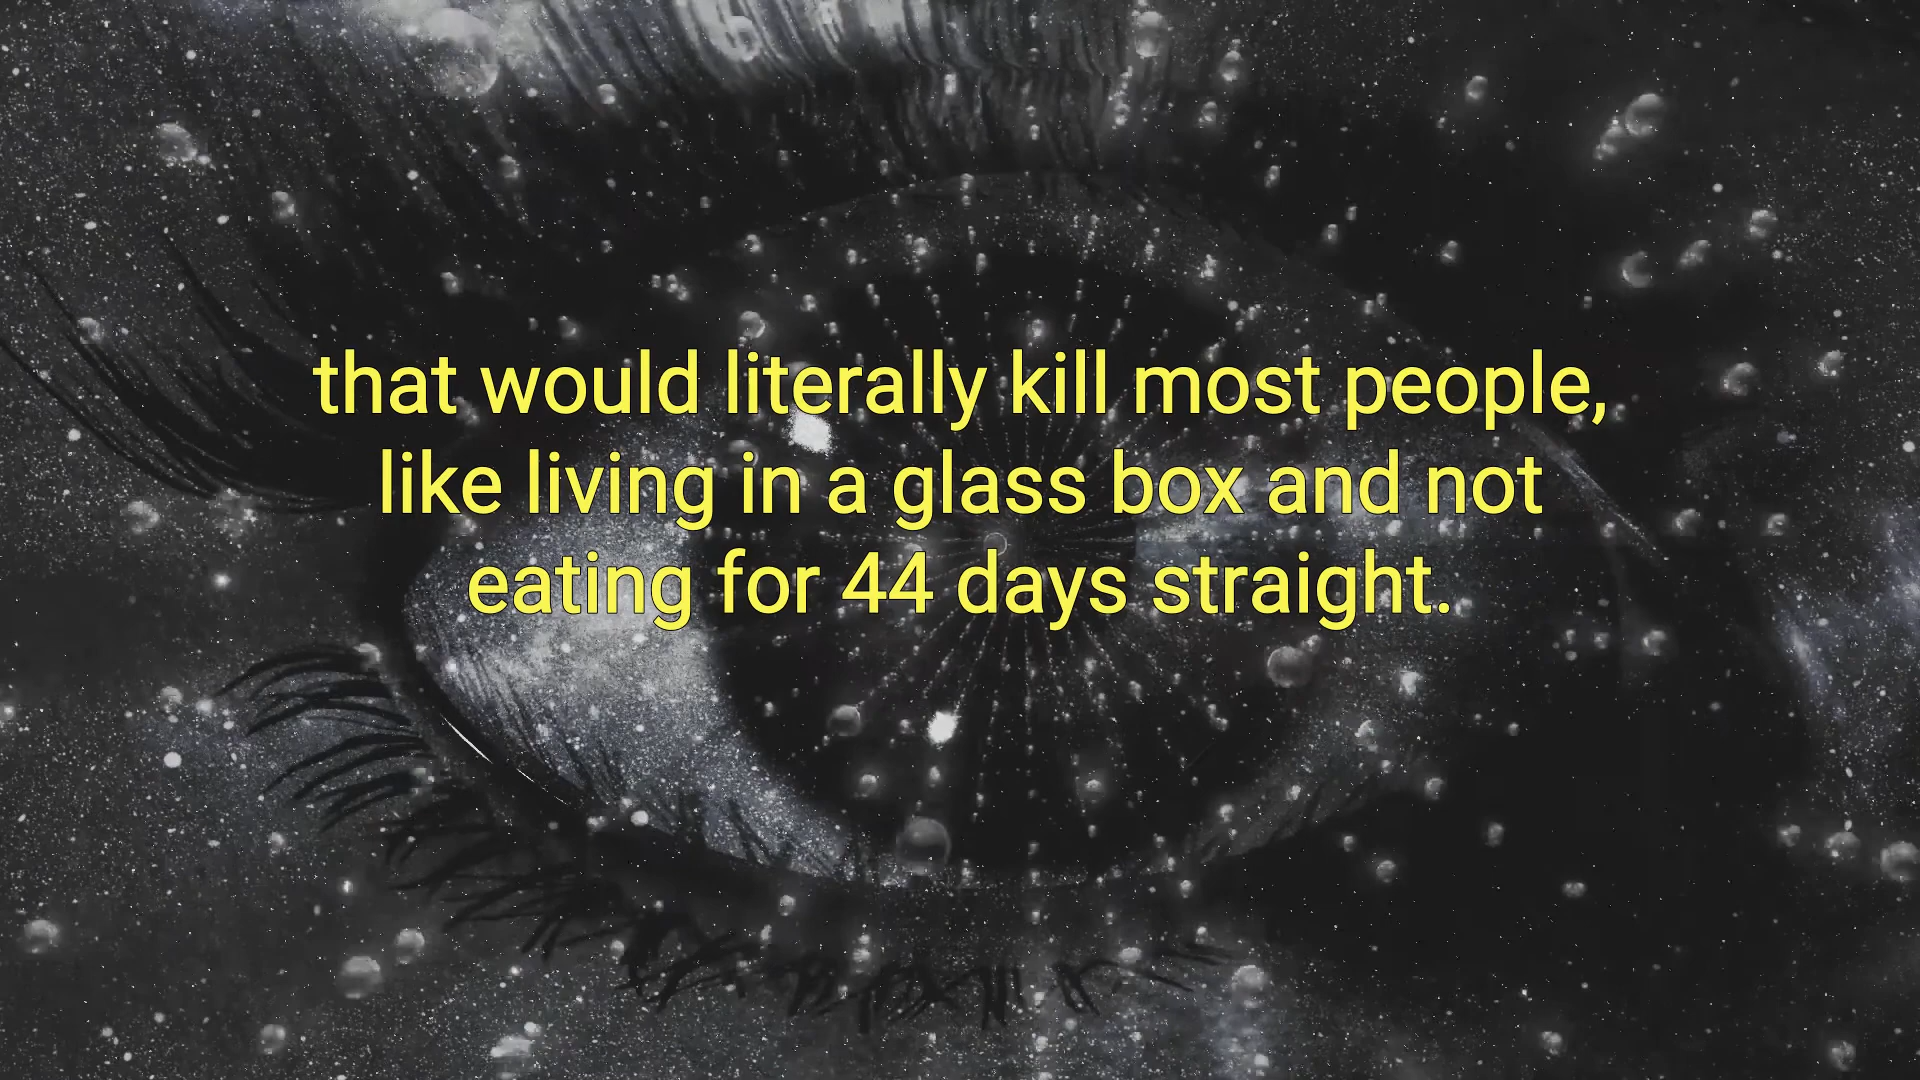 that would literally kill most people,
like living in a glass box and not
eating for 44 days straight.